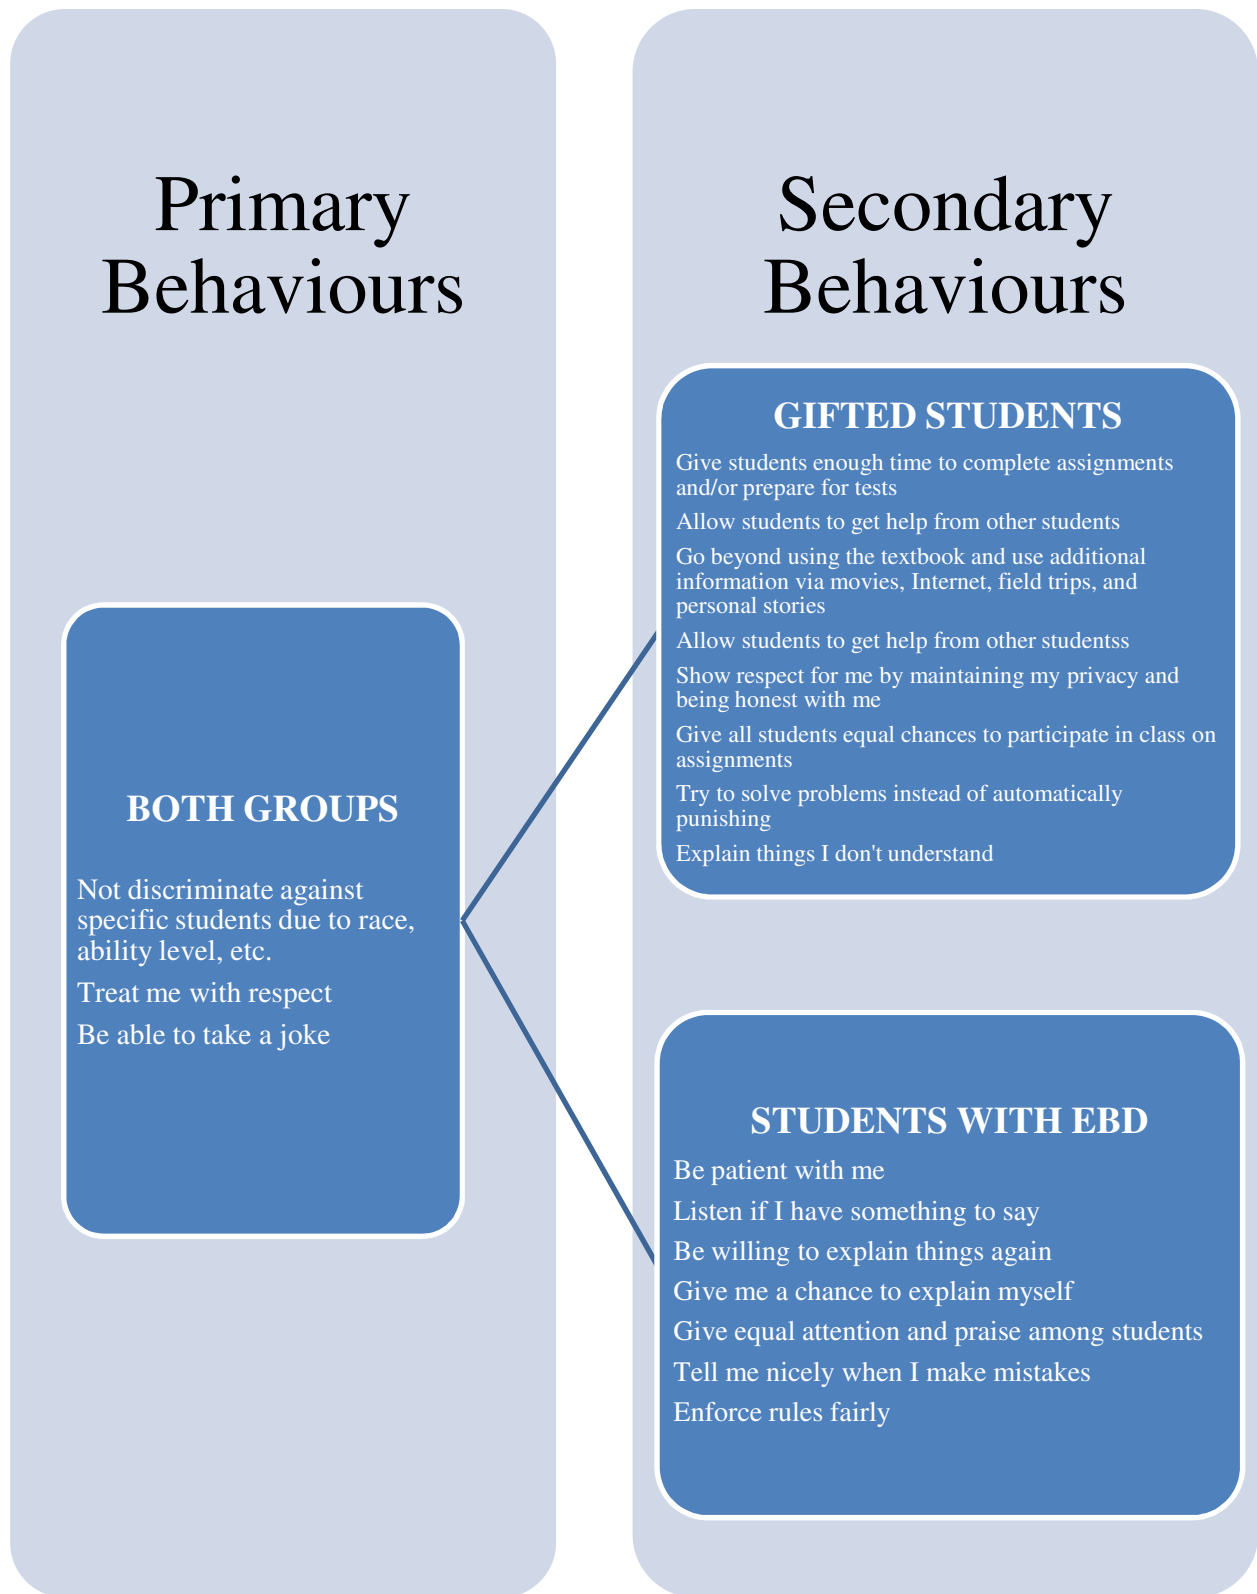 Primary
Behaviours
BOTH GROUPS
Not discriminate against
specific students due to race,
ability level, etc.
Treat me with respect
Be able to take a joke
Secondary
Behaviours
GIFTED STUDENTS
Give students enough time to complete assignments
and/or prepare for tests
Allow students to get help from other students
Go beyond using the textbook and use additional
information via movies, Internet, field trips, and
personal stories
Allow students to get help from other studentss
Show respect for me by maintaining my privacy and
being honest with me
Give all students equal chances to participate in class on
assignments
Try to solve problems instead of automatically
punishing
Explain things I don't understand
STUDENTS WITH EBD
Be patient with me
Listen if I have something to say
Be willing to explain things again
Give me a chance to explain myself
Give equal attention and praise among students
Tell me nicely when I make mistakes
Enforce rules fairly